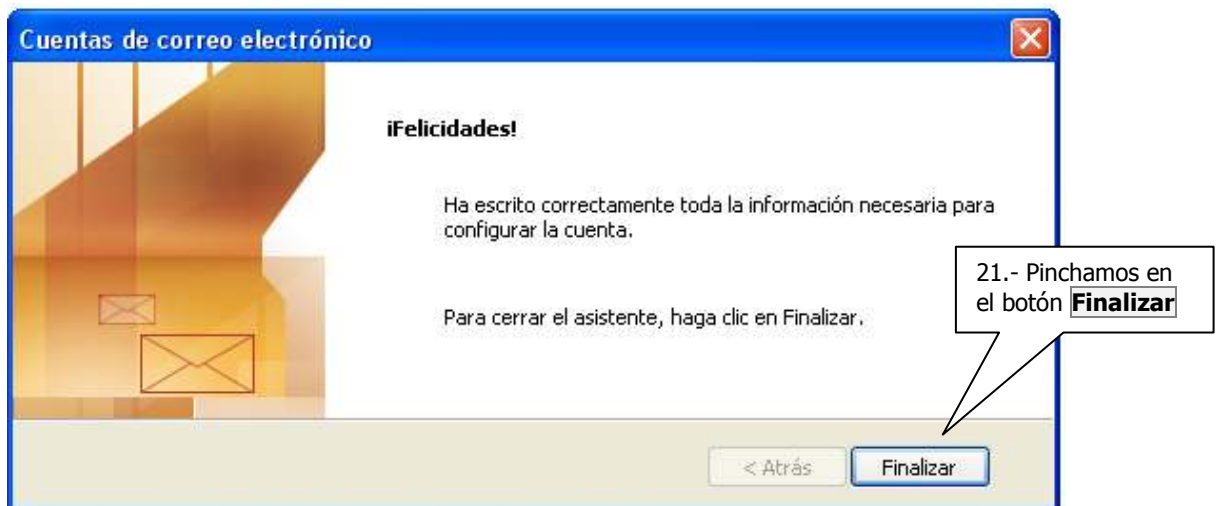 Cuentas de correo electrónico
¡Felicidades!
Ha escrito correctamente toda la información necesaria para
configurar la cuenta.
21.- Pinchamos en
el botón Finalizar
Para cerrar el asistente, haga clic en Finalizar.
< Atrás
Finalizar